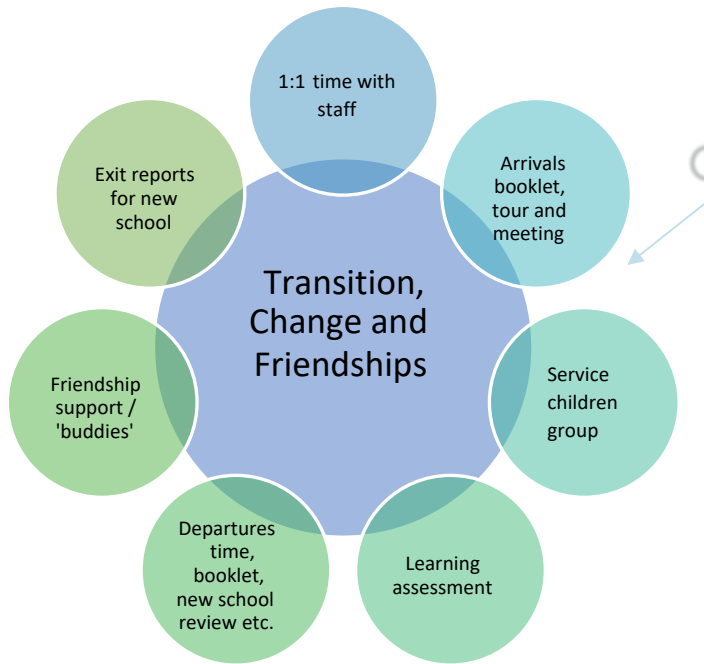 1:1 time with
staff
Arrivals
booklet,
tour and
meeting
Service
children
group
Learning
assessment
Departures
time,
booklet,
new school
review etc.
Friendship
support /
'buddies'
Exit reports
for new
school
Transition,
Change and
Friendships